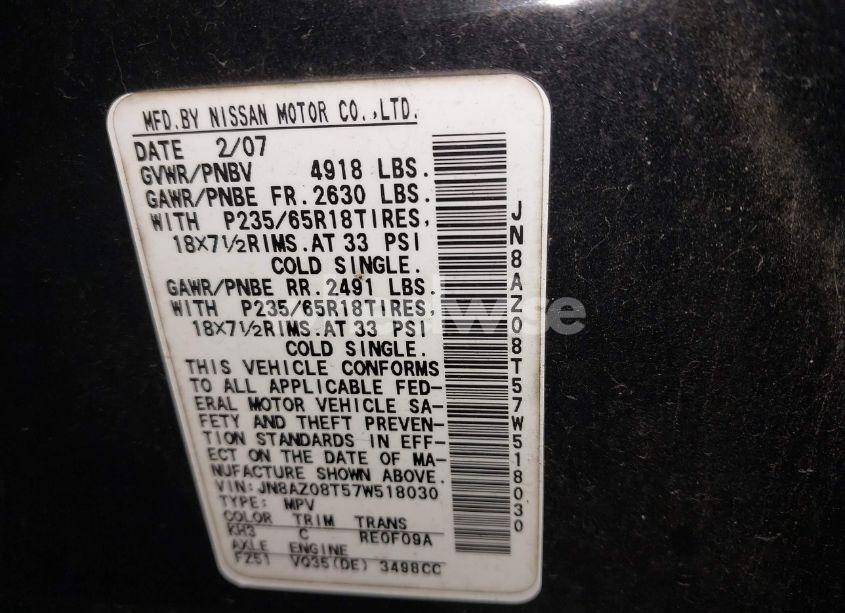 MFD.BY NISSAN MOTOR CO.,LTD.
DATE 2/07
GVWR/PNBV 4918 LBS.
GAWR/PNBE FR.2630 LBS.
WITH P235/65R18TIRES,
18X7½RIMS.AT 33 PSI
COLD SINGLE.
GAWR/PNBE RR.2491 LBS.
WITH P235/65R18TIRES,
18X7½RIMS.AT 33 PSI
COLD SINGLE.
THIS VEHICLE CONFORMS
TO ALL APPLICABLE FED-
ERAL MOTOR VEHICLE SA-
FETY AND THEFT PREVEN-
TION STANDARDS IN EFF-
ECT ON THE DATE OF MA-
NUFACTURE SHOWN ABOVE.
VIN:JN8AZ08T57W518030
TYPE: MPV
COLOR TRIM TRANS
KH3 C RE0F09A
AXLE ENGINE
FZ51 VQ35(DE) 3498CC
JN8AZ08T57W518030